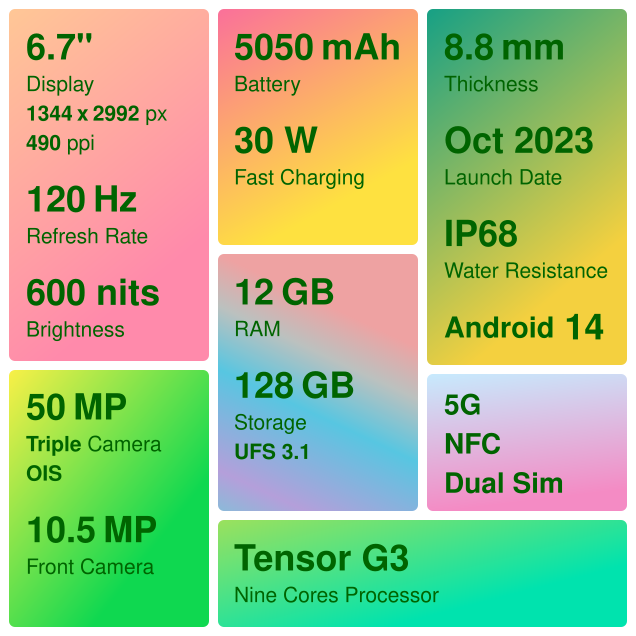 6.7"
Display
1344 x 2992 px
490 ppi
120 Hz
Refresh Rate
600 nits
Brightness
5050 mAh
Battery
30 W
Fast Charging
8.8 mm
Thickness
Oct 2023
Launch Date
IP68
Water Resistance
Android 14
12 GB
RAM
128 GB
Storage
UFS 3.1
50 MP
Triple Camera
OIS
10.5 MP
Front Camera
5G
NFC
Dual Sim
Tensor G3
Nine Cores Processor